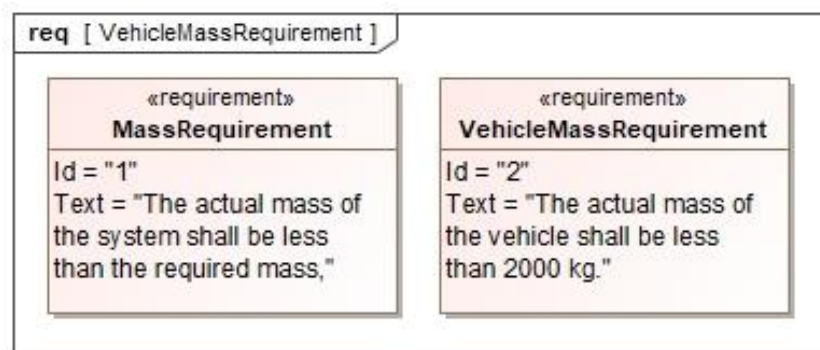 req [ VehicleMassRequirement ]
«requirement»
MassRequirement
Id = "1"
Text = "The actual mass of
the system shall be less
than the required mass,"
«requirement»
VehicleMassRequirement
Id = "2"
Text = "The actual mass of
the vehicle shall be less
than 2000 kg."